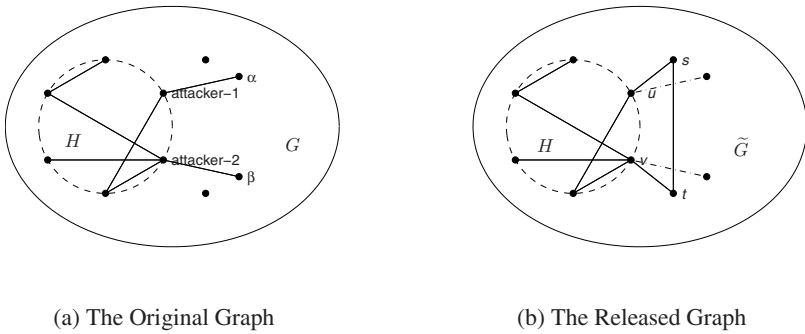 α
attacker-1
H
G
attacker-2
β
(a) The Original Graph
s
u
H
v
G̃
t
(b) The Released Graph